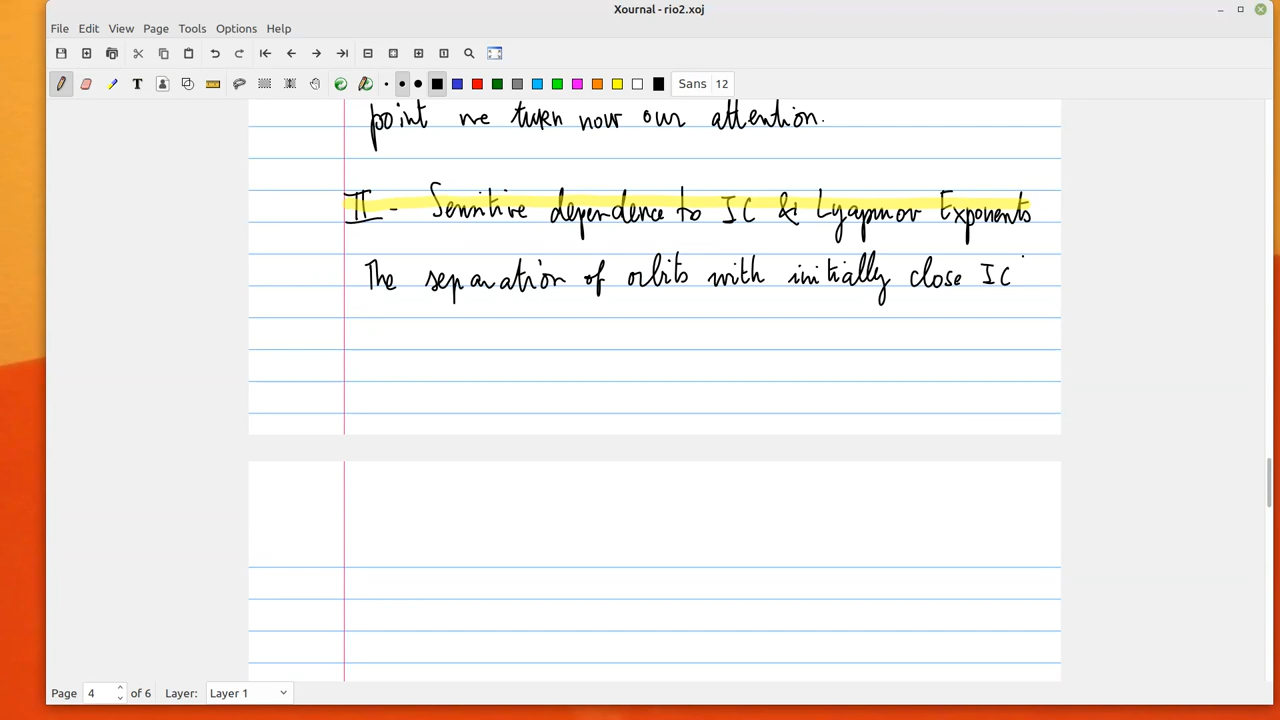 Xournal - rio2.xoj
File Edit View Page Tools Options Help
Sans 12
point we turn now our attention.
II - Sensitive dependence to IC & Lyapunov Exponents
The separation of orbits with initially close IC
Page 4 of 6 Layer: Layer 1